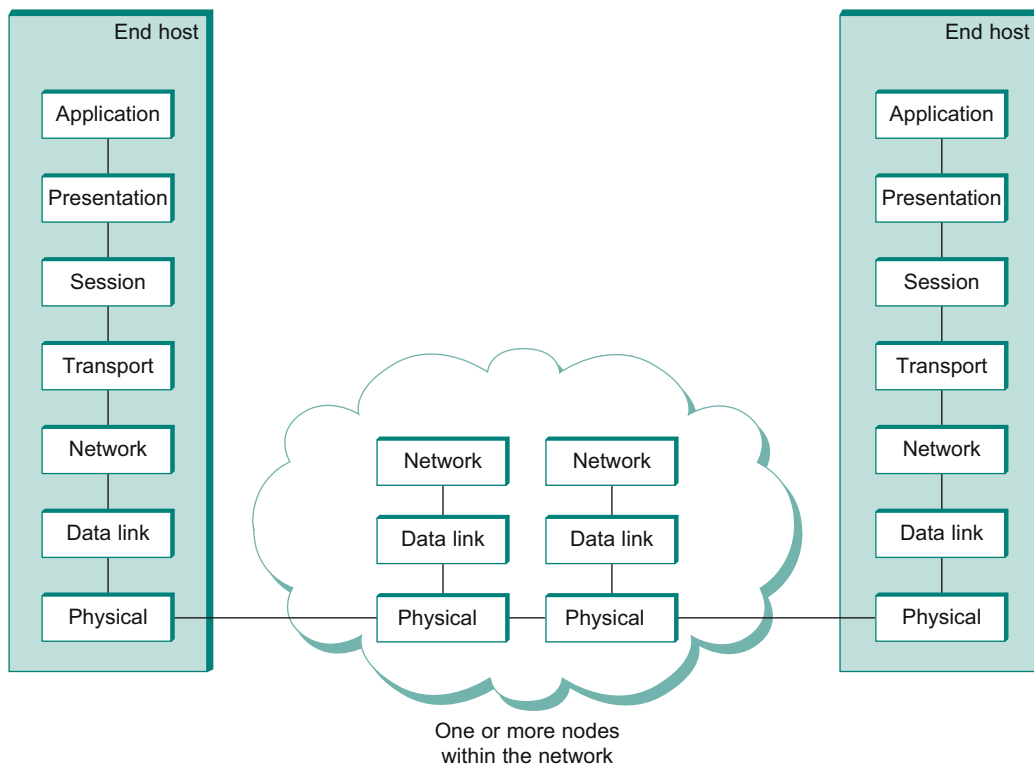 End host
Application
Presentation
Session
Transport
Network
Data link
Physical
Network
Data link
Physical
Network
Data link
Physical
One or more nodes
within the network
End host
Application
Presentation
Session
Transport
Network
Data link
Physical